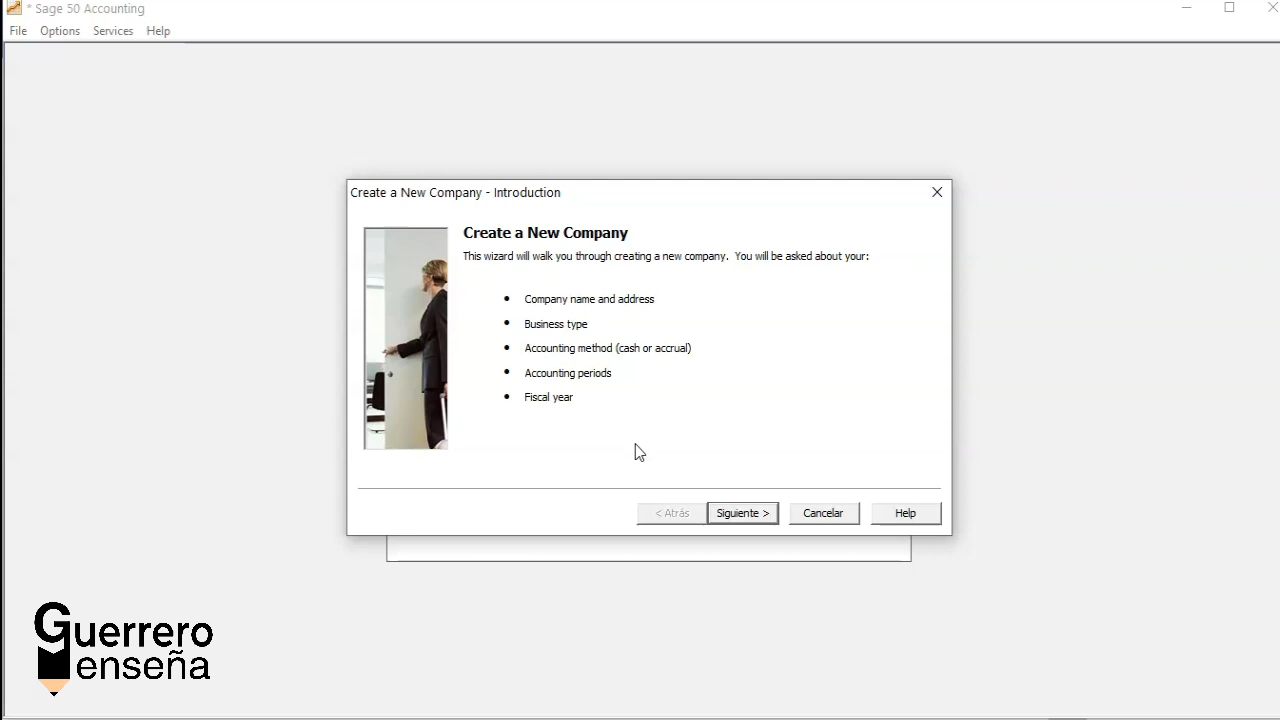 * Sage 50 Accounting
File Options Services Help
Create a New Company - Introduction
Create a New Company
This wizard will walk you through creating a new company. You will be asked about your:
• Company name and address
• Business type
• Accounting method (cash or accrual)
• Accounting periods
• Fiscal year
< Atrás Siguiente > Cancelar Help
Guerrero
enseña